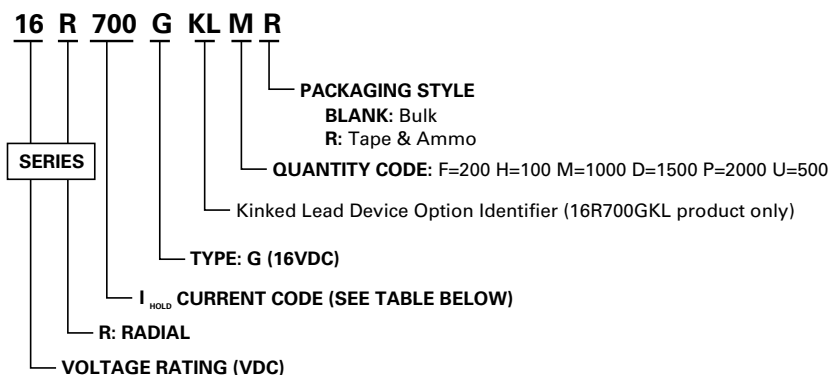 16 R 700 G KL M R
PACKAGING STYLE
BLANK: Bulk
R: Tape & Ammo
SERIES
QUANTITY CODE: F=200 H=100 M=1000 D=1500 P=2000 U=500
Kinked Lead Device Option Identifier (16R700GKL product only)
TYPE: G (16VDC)
I HOLD CURRENT CODE (SEE TABLE BELOW)
R: RADIAL
VOLTAGE RATING (VDC)